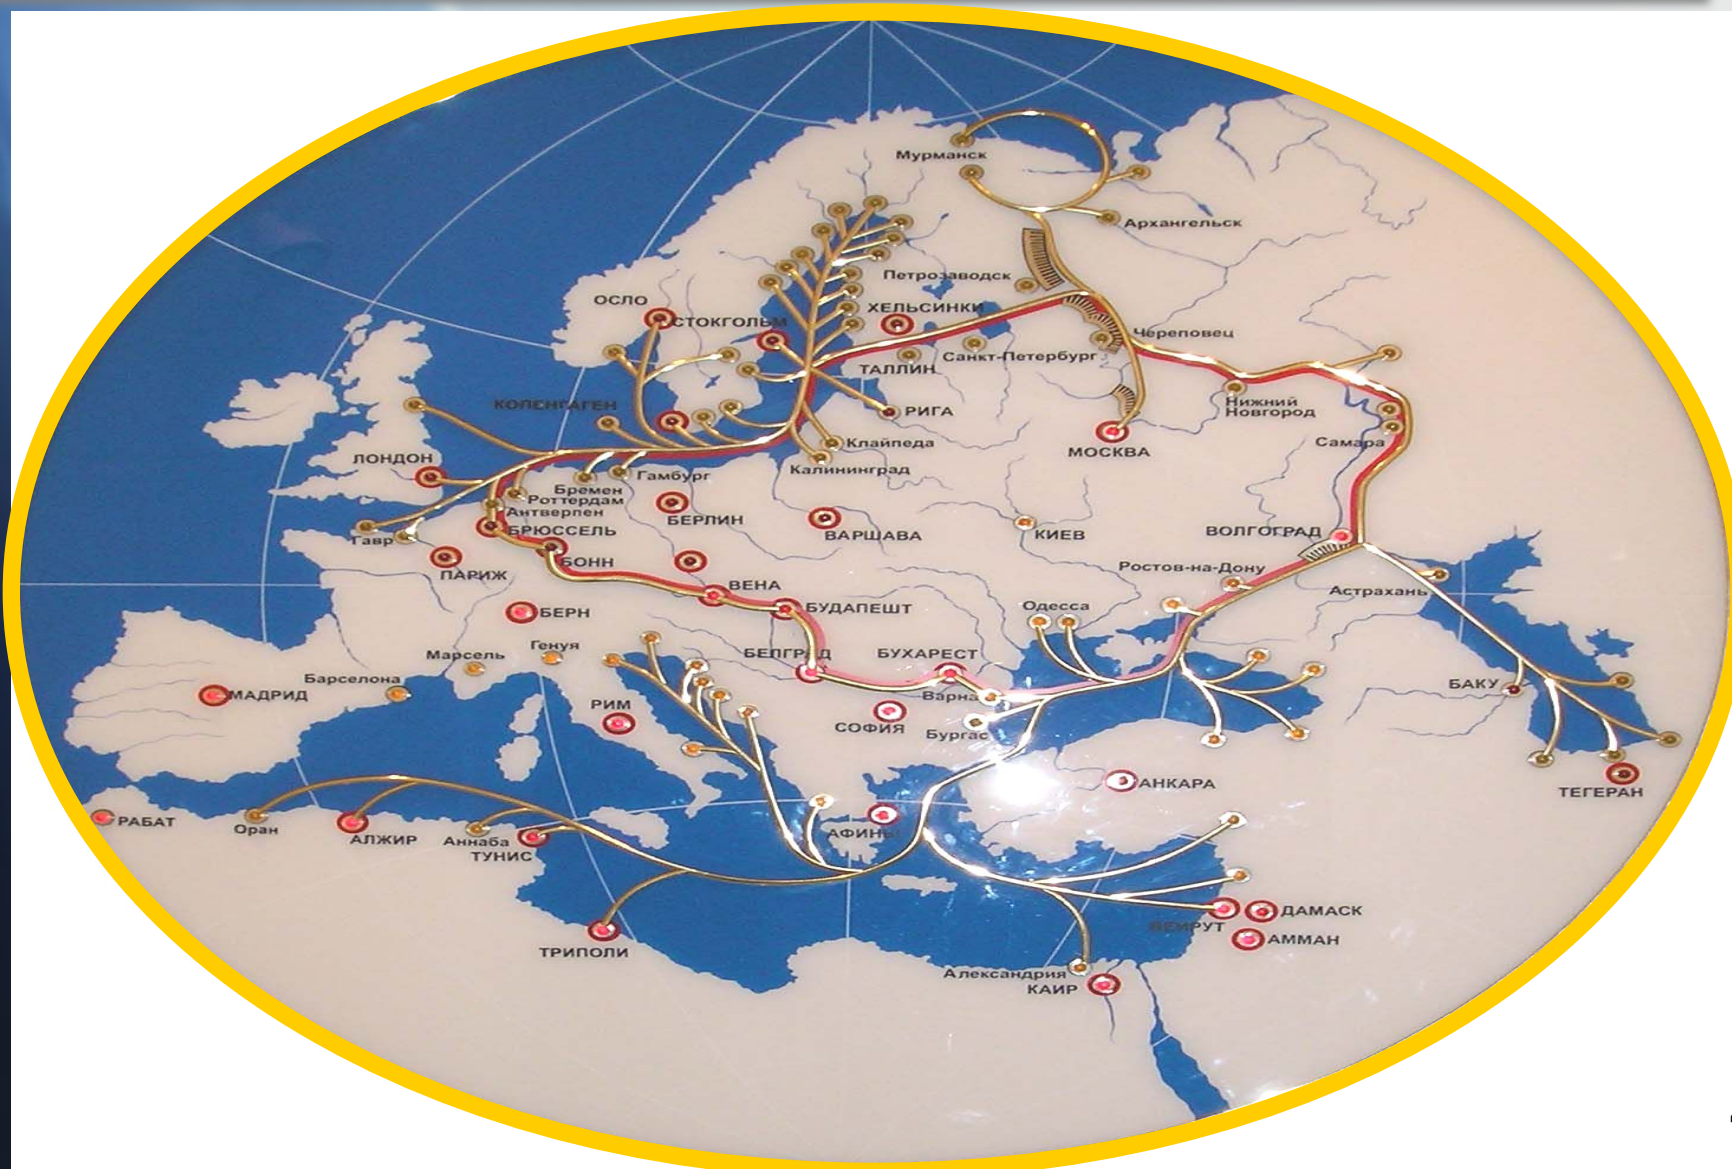 Мурманск
Архангельск
Петрозаводск
ОСЛО
СТОКГОЛЬМ
ХЕЛЬСИНКИ
Череповец
Санкт-Петербург
ТАЛЛИН
КОПЕНГАГЕН
РИГА
Нижний
Новгород
Клайпеда
Самара
МОСКВА
ЛОНДОН
Калининград
Гамбург
Бремен
Роттердам
Антверпен
БЕРЛИН
БРЮССЕЛЬ
ВАРШАВА
КИЕВ
ВОЛГОГРАД
Гавр
БОНН
ПАРИЖ
Ростов-на-Дону
ВЕНА
Астрахань
БЕРН
БУДАПЕШТ
Одесса
Генуя
Марсель
БЕЛГРАД
БУХАРЕСТ
Барселона
БАКУ
МАДРИД
Варна
РИМ
СОФИЯ
Бургас
АНКАРА
ТЕГЕРАН
РАБАТ
Оран
АЛЖИР
Аннаба
ТУНИС
АФИНЫ
ДАМАСК
БЕЙРУТ
АММАН
ТРИПОЛИ
Александрия
КАИР